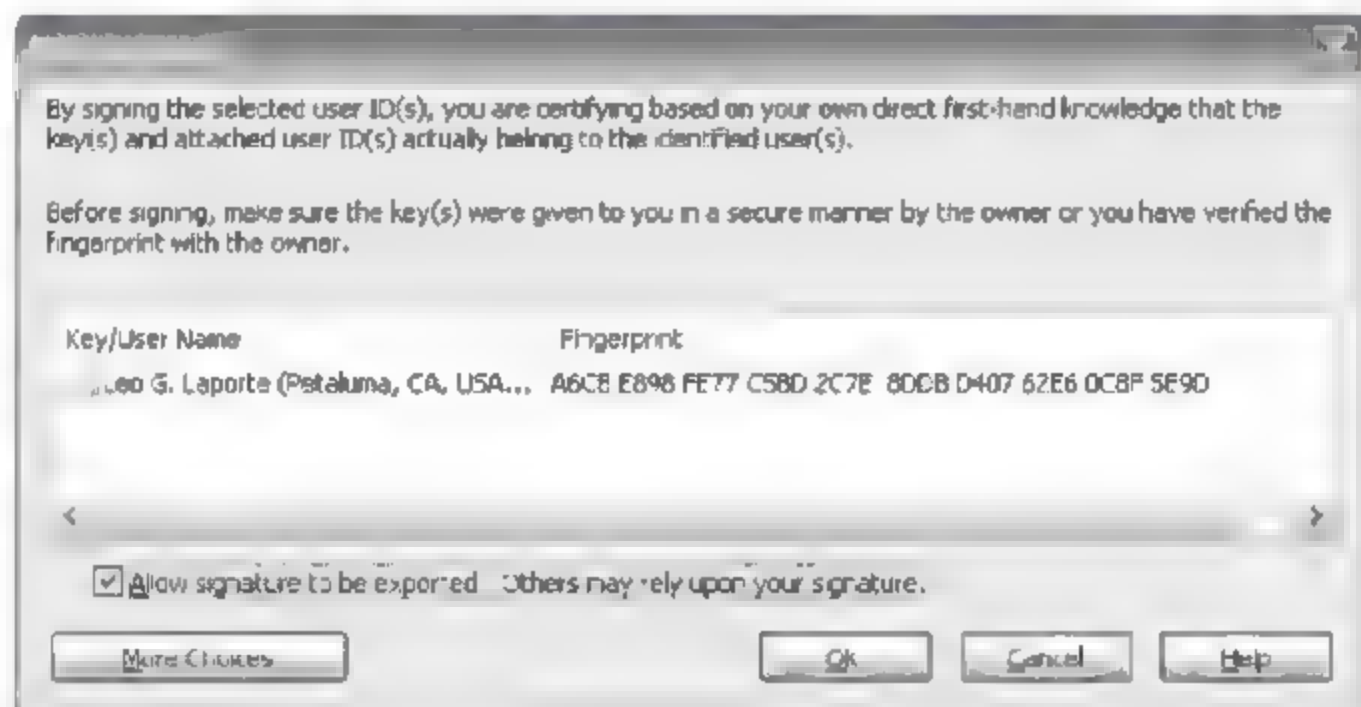 By signing the selected user ID(s), you are certifying based on your own direct first-hand knowledge that the
key(s) and attached user ID(s) actually belong to the identified user(s).
Before signing, make sure the key(s) were given to you in a secure manner by the owner or you have verified the
fingerprint with the owner.
Key/User Name Fingerprint
Leo G. Laporte (Petaluma, CA, USA... A6C8 E898 FE77 C58D 2C7E 8DDB D407 62E6 0C8F 5E9D
Allow signature to be exported. Others may rely upon your signature.
More Choices OK Cancel Help